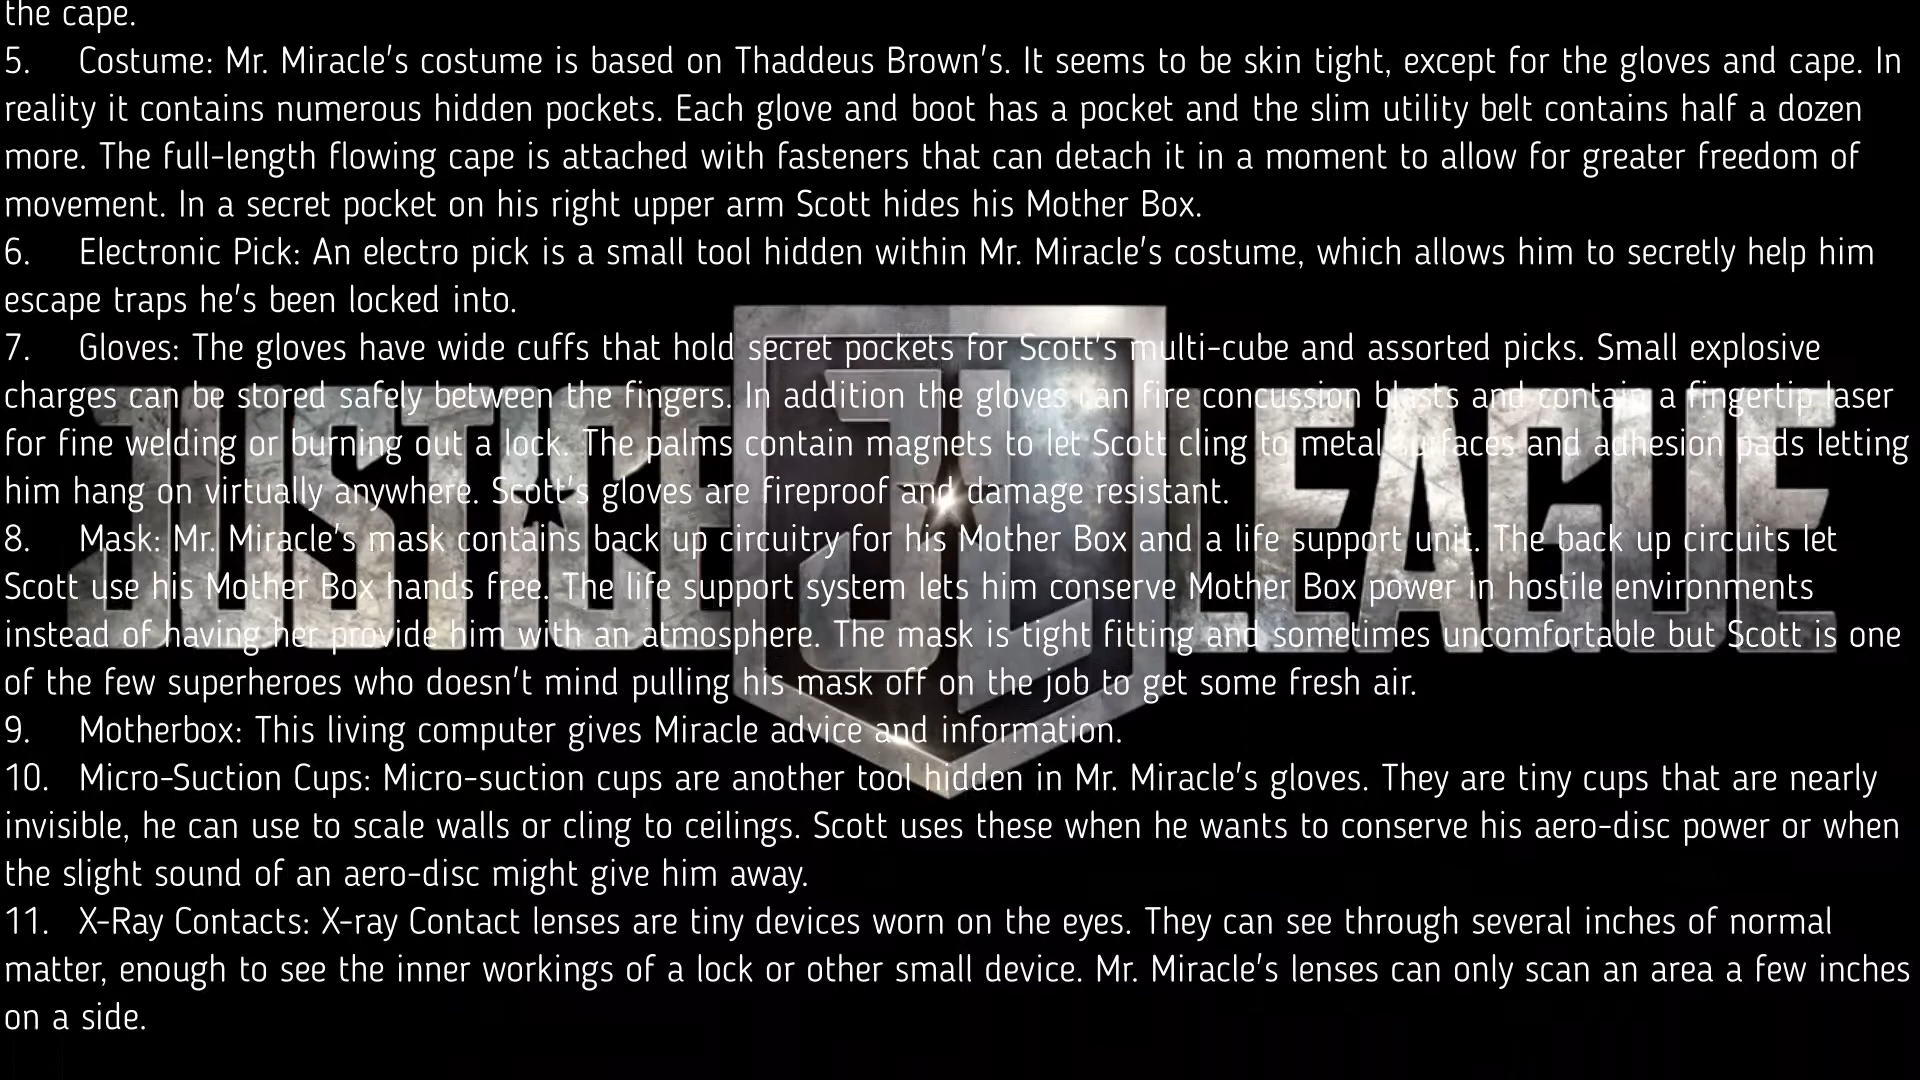 the cape.
5. Costume: Mr. Miracle's costume is based on Thaddeus Brown's. It seems to be skin tight, except for the gloves and cape. In
reality it contains numerous hidden pockets. Each glove and boot has a pocket and the slim utility belt contains half a dozen
more. The full-length flowing cape is attached with fasteners that can detach it in a moment to allow for greater freedom of
movement. In a secret pocket on his right upper arm Scott hides his Mother Box.
6. Electronic Pick: An electro pick is a small tool hidden within Mr. Miracle's costume, which allows him to secretly help him
escape traps he's been locked into.
7. Gloves: The gloves have wide cuffs that hold secret pockets for Scott's multi-cube and assorted picks. Small explosive
charges can be stored safely between the fingers. In addition the gloves can fire concussion blasts and contain a fingertip laser
for fine welding or burning out a lock. The palms contain magnets to let Scott cling to metal surfaces and adhesion pads letting
him hang on virtually anywhere. Scott's gloves are fireproof and damage resistant.
8. Mask: Mr. Miracle's mask contains back up circuitry for his Mother Box and a life support unit. The back up circuits let
Scott use his Mother Box hands free. The life support system lets him conserve Mother Box power in hostile environments
instead of having her provide him with an atmosphere. The mask is tight fitting and sometimes uncomfortable but Scott is one
of the few superheroes who doesn't mind pulling his mask off on the job to get some fresh air.
9. Motherbox: This living computer gives Miracle advice and information.
10. Micro-Suction Cups: Micro-suction cups are another tool hidden in Mr. Miracle's gloves. They are tiny cups that are nearly
invisible, he can use to scale walls or cling to ceilings. Scott uses these when he wants to conserve his aero-disc power or when
the slight sound of an aero-disc might give him away.
11. X-Ray Contacts: X-ray Contact lenses are tiny devices worn on the eyes. They can see through several inches of normal
matter, enough to see the inner workings of a lock or other small device. Mr. Miracle's lenses can only scan an area a few inches
on a side.
JUSTICE JL LEAGUE